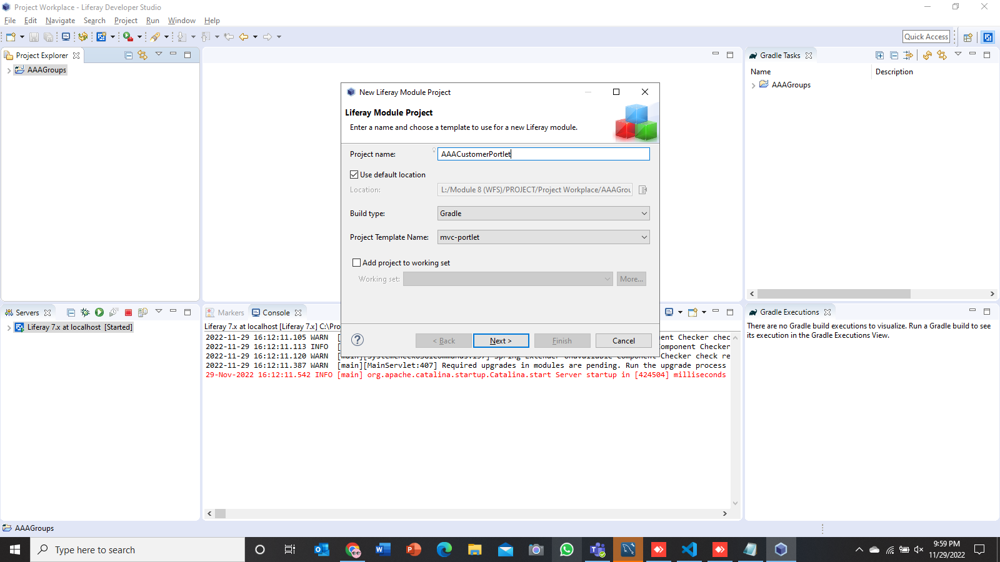 Project Workplace - Liferay Developer Studio
File Edit Navigate Search Project Run Window Help
Quick Access
Project Explorer
AAAGroups
Gradle Tasks
Name Description
AAAGroups
New Liferay Module Project
Liferay Module Project
Enter a name and choose a template to use for a new Liferay module.
Project name: AAACustomerPortlet
Use default location
Location: L:/Module 8 (WFS)/PROJECT/Project Workplace/AAAGrou
Build type: Gradle
Project Template Name: mvc-portlet
Add project to working set
Working set: More...
? < Back Next > Finish Cancel
Servers
Liferay 7.x at localhost [Started]
Markers Console
Liferay 7.x at localhost [Liferay 7.x] C:\Pro
2022-11-29 16:12:11.105 WARN [ ent Checker chec
2022-11-29 16:12:11.113 INFO [ omponent Checker
2022-11-29 16:12:11.120 WARN [main][SystemCheckOSGiCommands:137] Spring Extender Unavailable Component Checker check re
2022-11-29 16:12:11.387 WARN [main][MainServlet:407] Required upgrades in modules are pending. Run the upgrade process
29-Nov-2022 16:12:11.542 INFO [main] org.apache.catalina.startup.Catalina.start Server startup in [424504] milliseconds
Gradle Executions
There are no Gradle build executions to visualize. Run a Gradle build to see
its execution in the Gradle Executions View.
AAAGroups
Type here to search
9:59 PM
11/29/2022